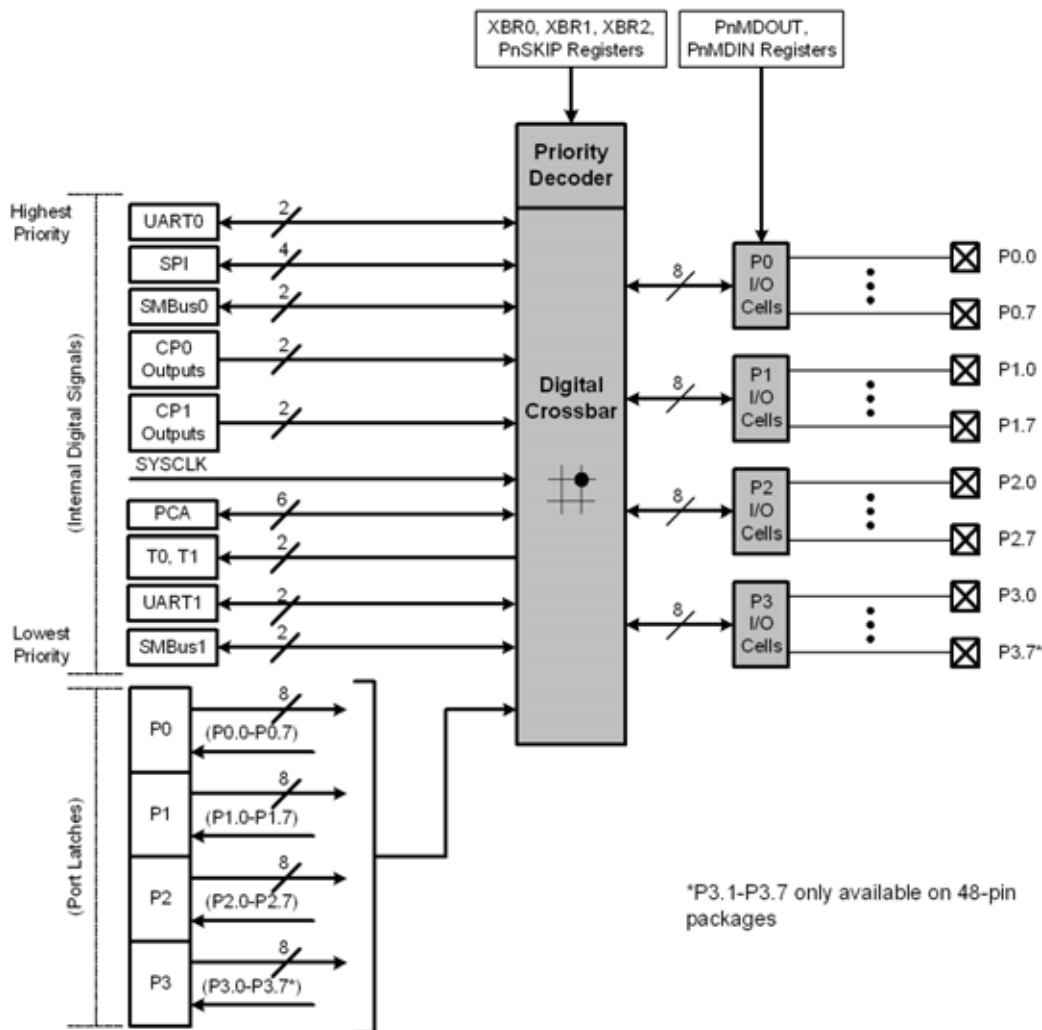 XBR0, XBR1, XBR2,
PnSKIP Registers
PnMDOUT,
PnMDIN Registers
Priority
Decoder
Highest
Priority
UART0
2
SPI
4
SMBus0
2
CP0
Outputs
2
CP1
Outputs
2
SYSCLK
PCA
6
T0, T1
2
UART1
2
SMBus1
2
Lowest
Priority
(Internal Digital Signals)
Digital
Crossbar
8
P0
I/O
Cells
P0.0
P0.7
8
P1
I/O
Cells
P1.0
P1.7
8
P2
I/O
Cells
P2.0
P2.7
8
P3
I/O
Cells
P3.0
P3.7*
(Port Latches)
P0
8
(P0.0-P0.7)
P1
8
(P1.0-P1.7)
P2
8
(P2.0-P2.7)
P3
8
(P3.0-P3.7*)
*P3.1-P3.7 only available on 48-pin
packages